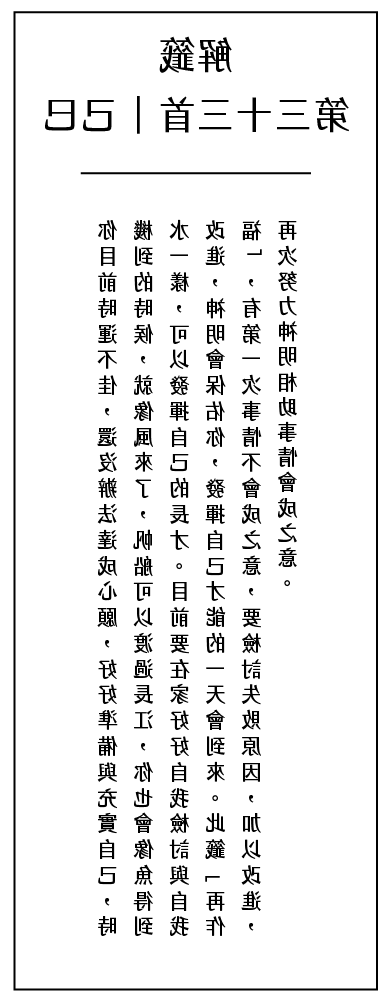 解籤
第三十三首｜己巳
你目前時運不佳，還沒辦法達成心願，好好準備與充實自己，時
機到的時候，就像風來了，帆船可以渡過長江，你也會像魚得到
水一樣，可以發揮自己的長才。目前要在家好好自我檢討與自我
改進，神明會保佑你，發揮自己才能的一天會到來。此籤「再作
福」，有第一次事情不會成之意，要檢討失敗原因，加以改進，
再次努力神明相助事情會成之意。